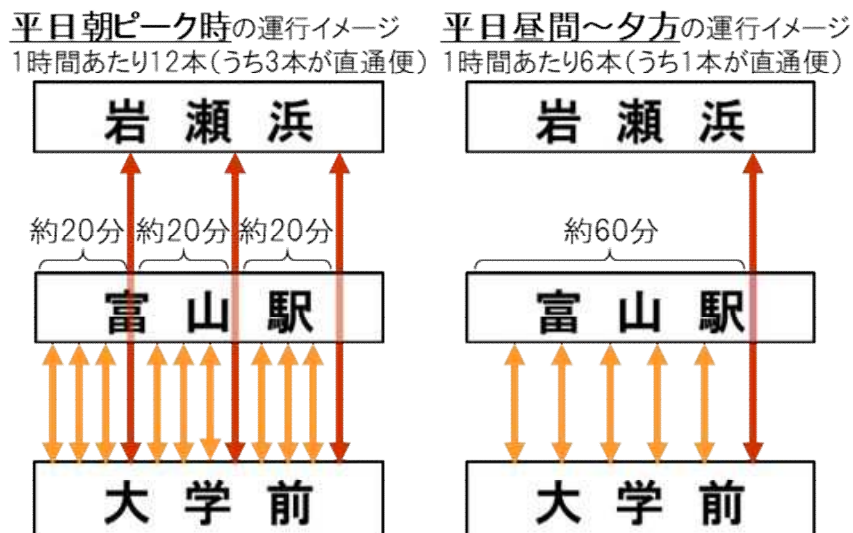 平日朝ピーク時の運行イメージ
1時間あたり12本(うち3本が直通便)
岩瀬浜
約20分 約20分 約20分
富山駅
大学前
平日昼間～夕方の運行イメージ
1時間あたり6本(うち1本が直通便)
岩瀬浜
約60分
富山駅
大学前